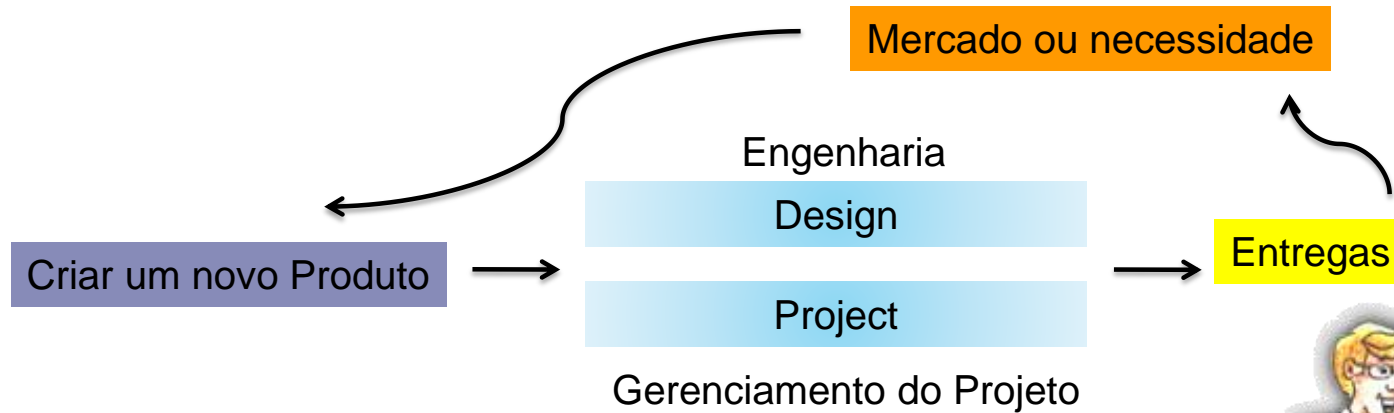 Mercado ou necessidade
Engenharia
Design
Criar um novo Produto
Entregas
Project
Gerenciamento do Projeto